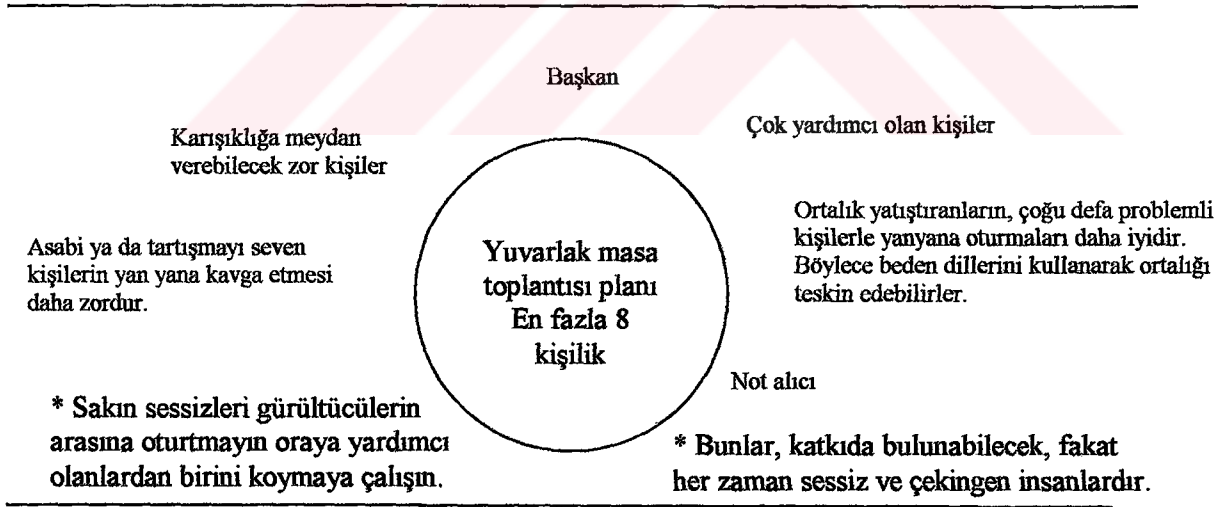 Başkan
Karışıklığa meydan
verebilecek zor kişiler
Çok yardımcı olan kişiler
Asabi ya da tartışmayı seven
kişilerin yan yana kavga etmesi
daha zordur.
Yuvarlak masa
toplantısı planı
En fazla 8
kişilik
Ortalık yatıştıranların, çoğu defa problemli
kişilerle yanyana oturmaları daha iyidir.
Böylece beden dillerini kullanarak ortalığı
teskin edebilirler.
Not alıcı
* Sakın sessizleri gürültücülerin
arasına oturtmayın oraya yardımcı
olanlardan birini koymaya çalışın.
* Bunlar, katkıda bulunabilecek, fakat
her zaman sessiz ve çekingen insanlardır.